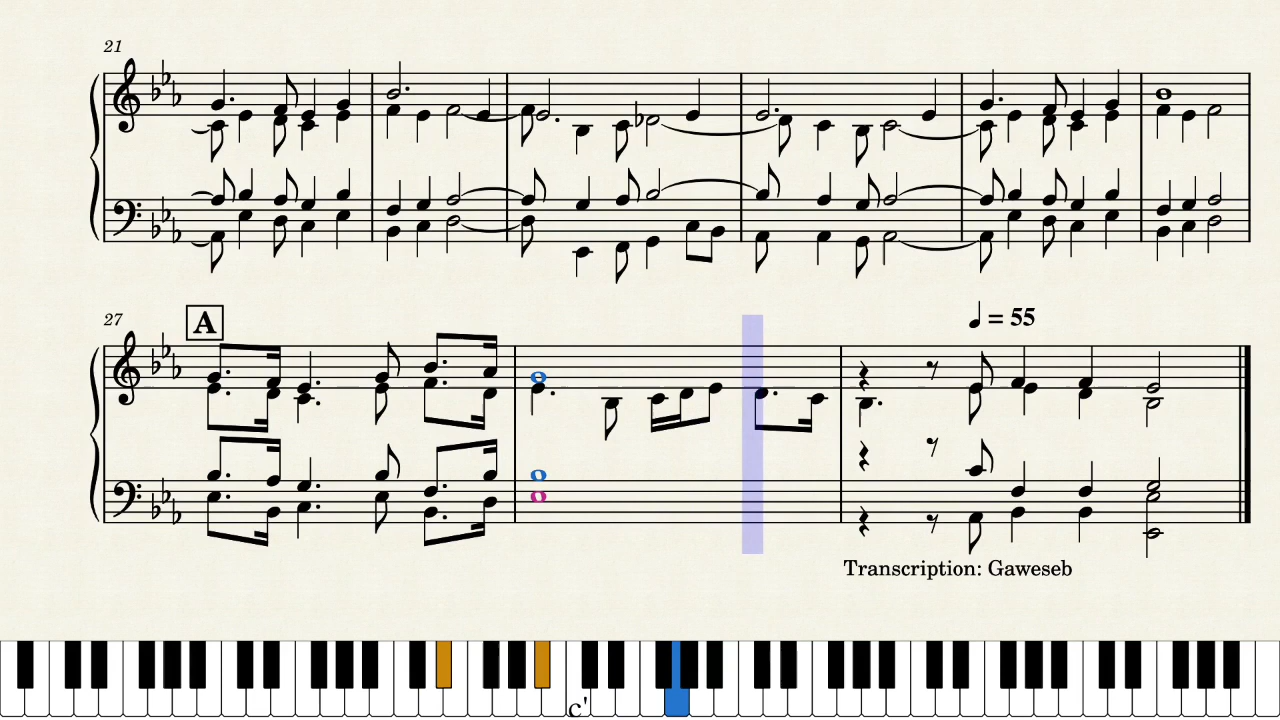 21
27
A
♩ = 55
Transcription: Gaweseb
c'